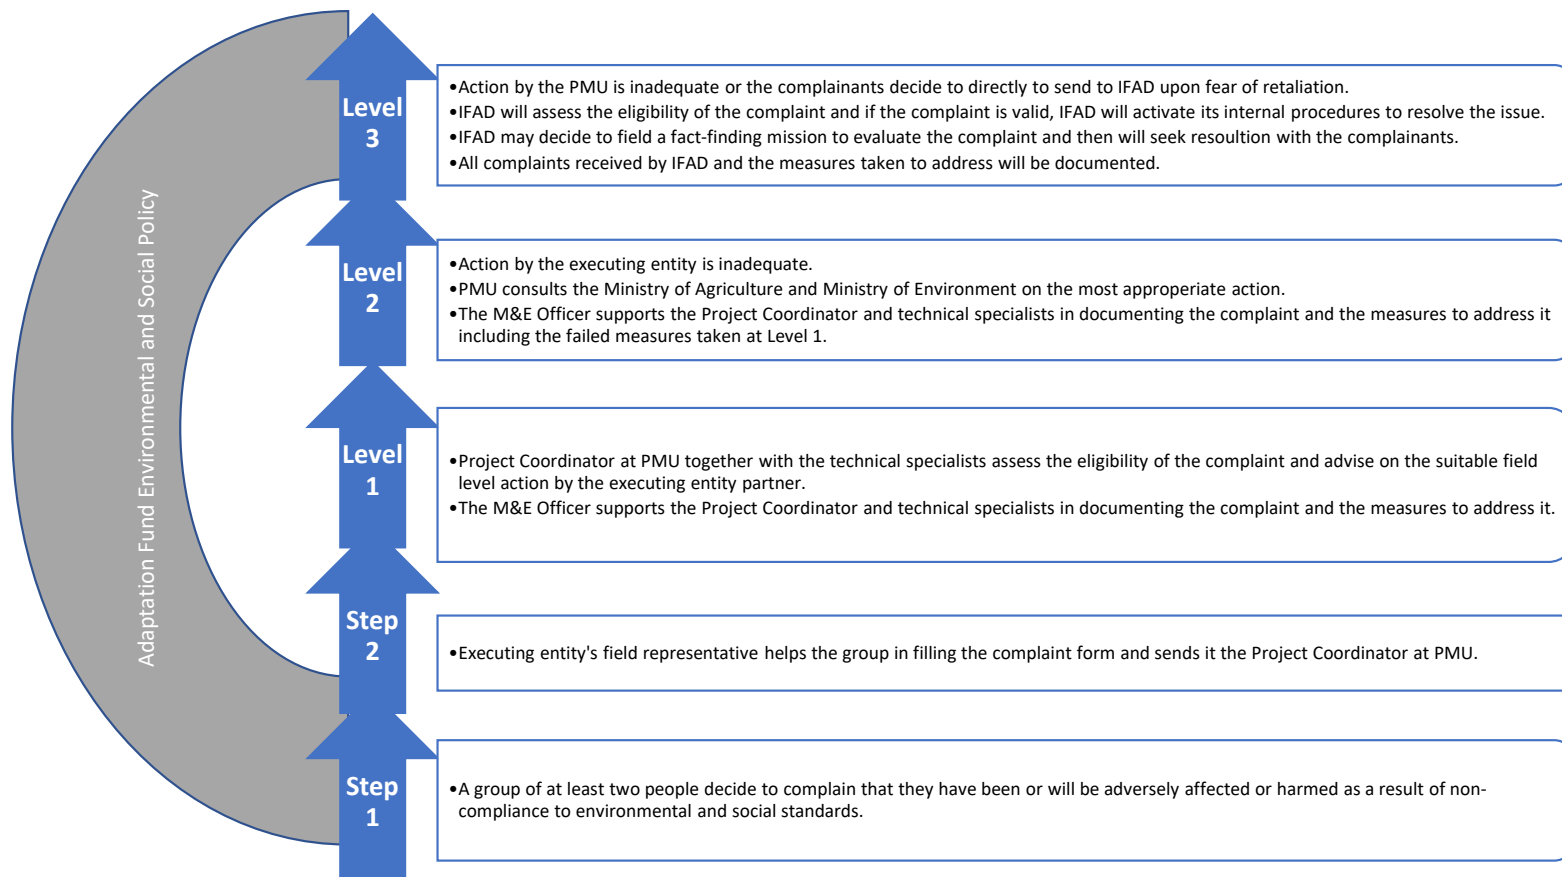 Adaptation Fund Environmental and Social Policy
Level
3
•Action by the PMU is inadequate or the complainants decide to directly to send to IFAD upon fear of retaliation.
•IFAD will assess the eligibility of the complaint and if the complaint is valid, IFAD will activate its internal procedures to resolve the issue.
•IFAD may decide to field a fact-finding mission to evaluate the complaint and then will seek resoultion with the complainants.
•All complaints received by IFAD and the measures taken to address will be documented.
Level
2
•Action by the executing entity is inadequate.
•PMU consults the Ministry of Agriculture and Ministry of Environment on the most approperiate action.
•The M&E Officer supports the Project Coordinator and technical specialists in documenting the complaint and the measures to address it
including the failed measures taken at Level 1.
Level
1
•Project Coordinator at PMU together with the technical specialists assess the eligibility of the complaint and advise on the suitable field
level action by the executing entity partner.
•The M&E Officer supports the Project Coordinator and technical specialists in documenting the complaint and the measures to address it.
Step
2
•Executing entity's field representative helps the group in filling the complaint form and sends it the Project Coordinator at PMU.
Step
1
•A group of at least two people decide to complain that they have been or will be adversely affected or harmed as a result of non-
compliance to environmental and social standards.